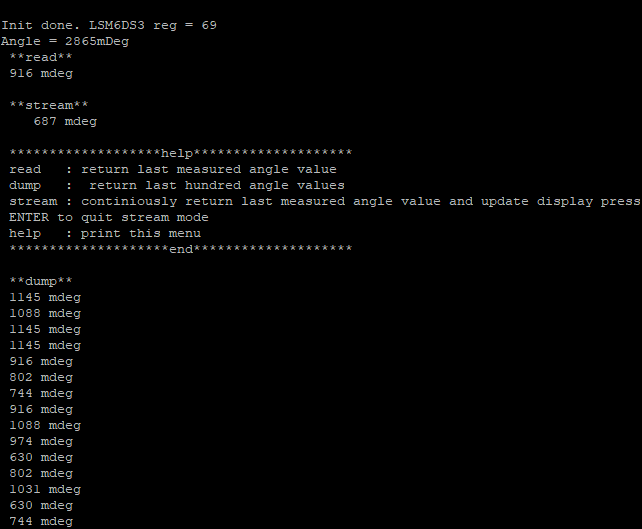 Init done. LSM6DS3 reg = 69
Angle = 2865mDeg
**read**
916 mdeg
**stream**
687 mdeg
*******************help********************
read   : return last measured angle value
dump   :  return last hundred angle values
stream : continiously return last measured angle value and update display press
ENTER to quit stream mode
help   : print this menu
********************end********************
**dump**
1145 mdeg
1088 mdeg
1145 mdeg
1145 mdeg
916 mdeg
802 mdeg
744 mdeg
916 mdeg
1088 mdeg
974 mdeg
630 mdeg
802 mdeg
1031 mdeg
630 mdeg
744 mdeg